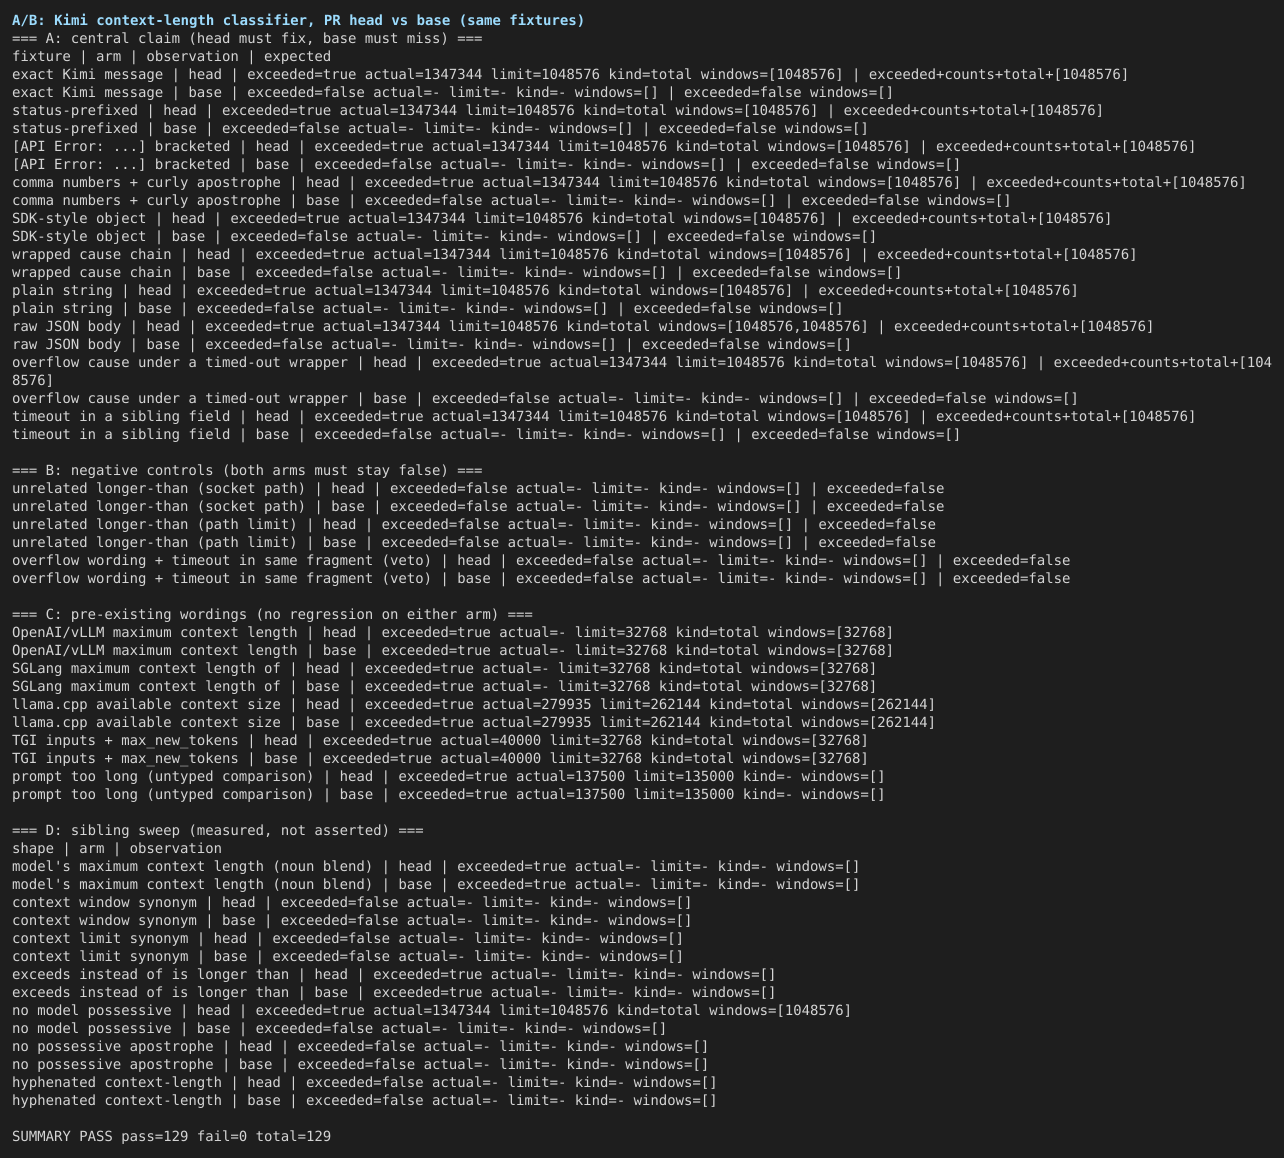 A/B: Kimi context-length classifier, PR head vs base (same fixtures)
=== A: central claim (head must fix, base must miss) ===
fixture | arm | observation | expected
exact Kimi message | head | exceeded=true actual=1347344 limit=1048576 kind=total windows=[1048576] | exceeded+counts+total+[1048576]
exact Kimi message | base | exceeded=false actual=- limit=- kind=- windows=[] | exceeded=false windows=[]
status-prefixed | head | exceeded=true actual=1347344 limit=1048576 kind=total windows=[1048576] | exceeded+counts+total+[1048576]
status-prefixed | base | exceeded=false actual=- limit=- kind=- windows=[] | exceeded=false windows=[]
[API Error: ...] bracketed | head | exceeded=true actual=1347344 limit=1048576 kind=total windows=[1048576] | exceeded+counts+total+[1048576]
[API Error: ...] bracketed | base | exceeded=false actual=- limit=- kind=- windows=[] | exceeded=false windows=[]
comma numbers + curly apostrophe | head | exceeded=true actual=1347344 limit=1048576 kind=total windows=[1048576] | exceeded+counts+total+[1048576]
comma numbers + curly apostrophe | base | exceeded=false actual=- limit=- kind=- windows=[] | exceeded=false windows=[]
SDK-style object | head | exceeded=true actual=1347344 limit=1048576 kind=total windows=[1048576] | exceeded+counts+total+[1048576]
SDK-style object | base | exceeded=false actual=- limit=- kind=- windows=[] | exceeded=false windows=[]
wrapped cause chain | head | exceeded=true actual=1347344 limit=1048576 kind=total windows=[1048576] | exceeded+counts+total+[1048576]
wrapped cause chain | base | exceeded=false actual=- limit=- kind=- windows=[] | exceeded=false windows=[]
plain string | head | exceeded=true actual=1347344 limit=1048576 kind=total windows=[1048576] | exceeded+counts+total+[1048576]
plain string | base | exceeded=false actual=- limit=- kind=- windows=[] | exceeded=false windows=[]
raw JSON body | head | exceeded=true actual=1347344 limit=1048576 kind=total windows=[1048576,1048576] | exceeded+counts+total+[1048576]
raw JSON body | base | exceeded=false actual=- limit=- kind=- windows=[] | exceeded=false windows=[]
overflow cause under a timed-out wrapper | head | exceeded=true actual=1347344 limit=1048576 kind=total windows=[1048576] | exceeded+counts+total+[104
8576]
overflow cause under a timed-out wrapper | base | exceeded=false actual=- limit=- kind=- windows=[] | exceeded=false windows=[]
timeout in a sibling field | head | exceeded=true actual=1347344 limit=1048576 kind=total windows=[1048576] | exceeded+counts+total+[1048576]
timeout in a sibling field | base | exceeded=false actual=- limit=- kind=- windows=[] | exceeded=false windows=[]
=== B: negative controls (both arms must stay false) ===
unrelated longer-than (socket path) | head | exceeded=false actual=- limit=- kind=- windows=[] | exceeded=false
unrelated longer-than (socket path) | base | exceeded=false actual=- limit=- kind=- windows=[] | exceeded=false
unrelated longer-than (path limit) | head | exceeded=false actual=- limit=- kind=- windows=[] | exceeded=false
unrelated longer-than (path limit) | base | exceeded=false actual=- limit=- kind=- windows=[] | exceeded=false
overflow wording + timeout in same fragment (veto) | head | exceeded=false actual=- limit=- kind=- windows=[] | exceeded=false
overflow wording + timeout in same fragment (veto) | base | exceeded=false actual=- limit=- kind=- windows=[] | exceeded=false
=== C: pre-existing wordings (no regression on either arm) ===
OpenAI/vLLM maximum context length | head | exceeded=true actual=- limit=32768 kind=total windows=[32768]
OpenAI/vLLM maximum context length | base | exceeded=true actual=- limit=32768 kind=total windows=[32768]
SGLang maximum context length of | head | exceeded=true actual=- limit=32768 kind=total windows=[32768]
SGLang maximum context length of | base | exceeded=true actual=- limit=32768 kind=total windows=[32768]
llama.cpp available context size | head | exceeded=true actual=279935 limit=262144 kind=total windows=[262144]
llama.cpp available context size | base | exceeded=true actual=279935 limit=262144 kind=total windows=[262144]
TGI inputs + max_new_tokens | head | exceeded=true actual=40000 limit=32768 kind=total windows=[32768]
TGI inputs + max_new_tokens | base | exceeded=true actual=40000 limit=32768 kind=total windows=[32768]
prompt too long (untyped comparison) | head | exceeded=true actual=137500 limit=135000 kind=- windows=[]
prompt too long (untyped comparison) | base | exceeded=true actual=137500 limit=135000 kind=- windows=[]
=== D: sibling sweep (measured, not asserted) ===
shape | arm | observation
model's maximum context length (noun blend) | head | exceeded=true actual=- limit=- kind=- windows=[]
model's maximum context length (noun blend) | base | exceeded=true actual=- limit=- kind=- windows=[]
context window synonym | head | exceeded=false actual=- limit=- kind=- windows=[]
context window synonym | base | exceeded=false actual=- limit=- kind=- windows=[]
context limit synonym | head | exceeded=false actual=- limit=- kind=- windows=[]
context limit synonym | base | exceeded=false actual=- limit=- kind=- windows=[]
exceeds instead of is longer than | head | exceeded=true actual=- limit=- kind=- windows=[]
exceeds instead of is longer than | base | exceeded=true actual=- limit=- kind=- windows=[]
no model possessive | head | exceeded=true actual=1347344 limit=1048576 kind=total windows=[1048576]
no model possessive | base | exceeded=false actual=- limit=- kind=- windows=[]
no possessive apostrophe | head | exceeded=false actual=- limit=- kind=- windows=[]
no possessive apostrophe | base | exceeded=false actual=- limit=- kind=- windows=[]
hyphenated context-length | head | exceeded=false actual=- limit=- kind=- windows=[]
hyphenated context-length | base | exceeded=false actual=- limit=- kind=- windows=[]
SUMMARY PASS pass=129 fail=0 total=129